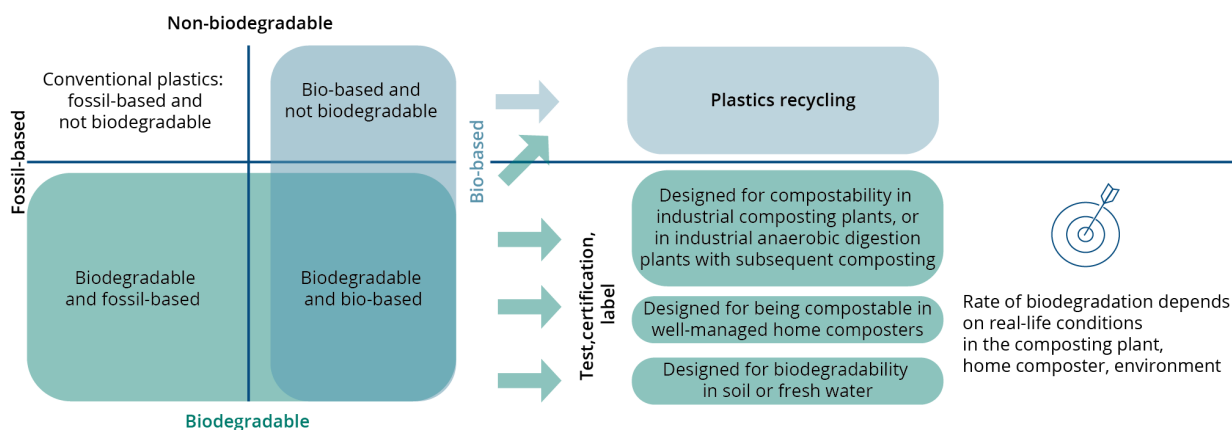 Non-biodegradable
Fossil-based
Conventional plastics:
fossil-based and
not biodegradable
Bio-based and
not biodegradable
Bio-based
Biodegradable
and fossil-based
Biodegradable
and bio-based
Biodegradable
Test,certification,
label
Plastics recycling
Designed for compostability in
industrial composting plants, or
in industrial anaerobic digestion
plants with subsequent composting
Designed for being compostable in
well-managed home composters
Designed for biodegradability
in soil or fresh water
Rate of biodegradation depends
on real-life conditions
in the composting plant,
home composter, environment